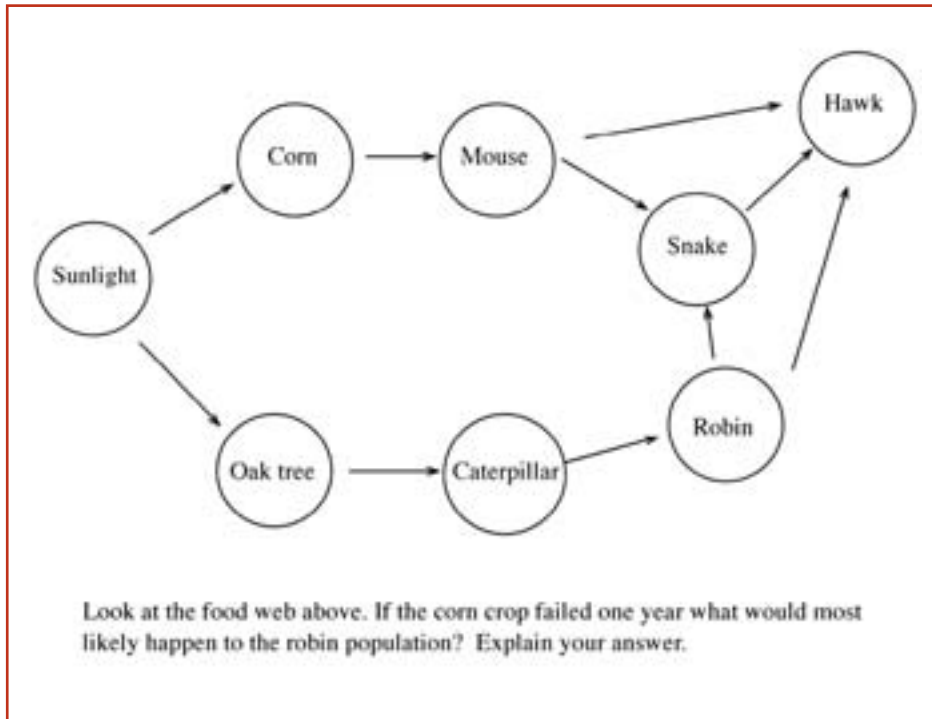 Hawk
Corn
Mouse
Snake
Sunlight
Robin
Oak tree
Caterpillar
Look at the food web above. If the corn crop failed one year what would most
likely happen to the robin population? Explain your answer.